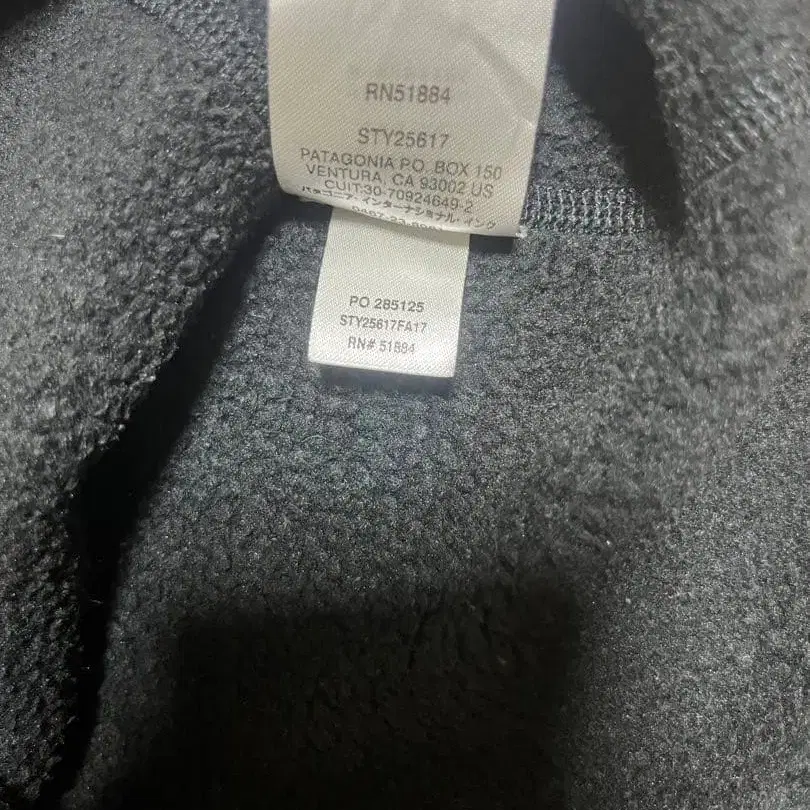 RN51884
STY25617
PATAGONIA P.O. BOX 150
VENTURA, CA 93002 US
CUIT:30-70924649-2
パタゴニア・インターナショナル・インク
PO 285125
STY25617FA17
RN# 51884